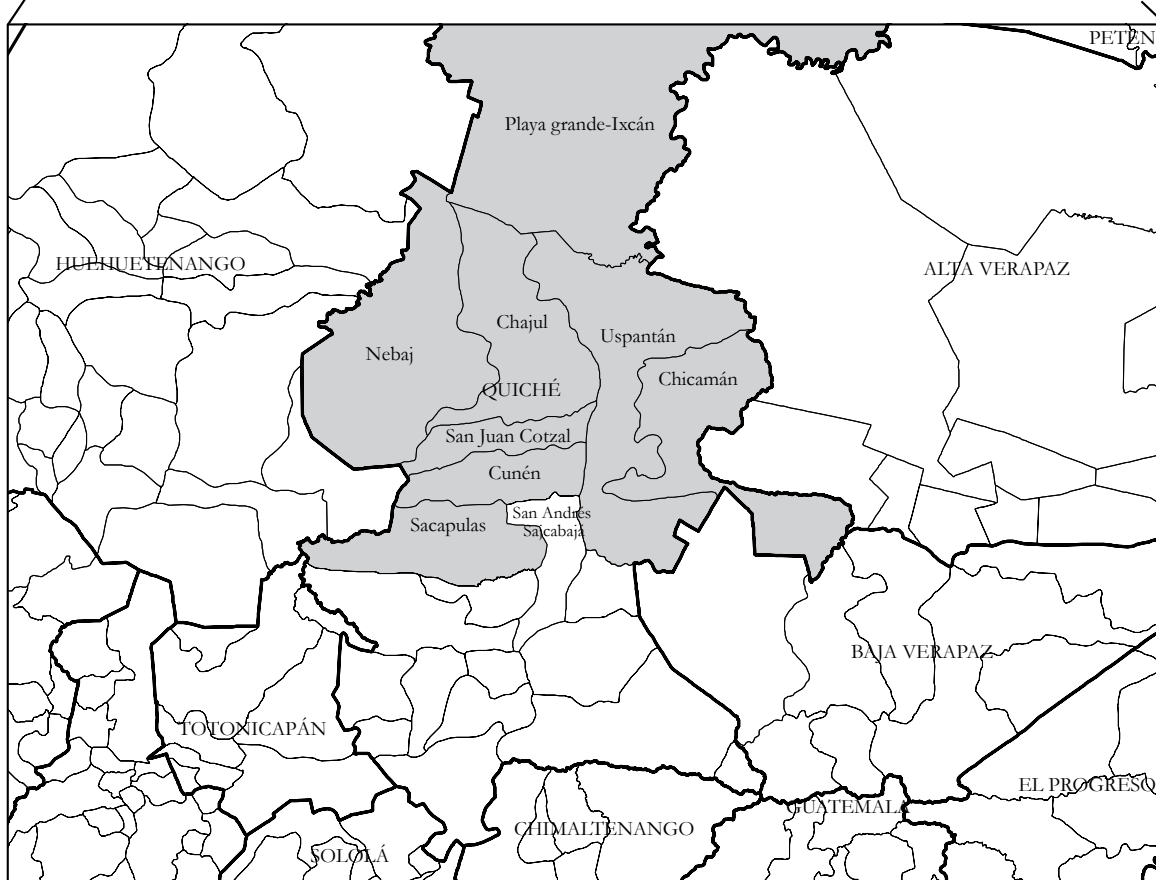 PETÉN
Playa grande-Ixcán
HUEHUETENANGO
ALTA VERAPAZ
Chajul
Uspantán
Nebaj
Chicamán
QUICHÉ
San Juan Cotzal
Cunén
San Andrés
Sajcabajá
Sacapulas
BAJA VERAPAZ
TOTONICAPÁN
EL PROGRESO
GUATEMALA
CHIMALTENANGO
SOLOLÁ